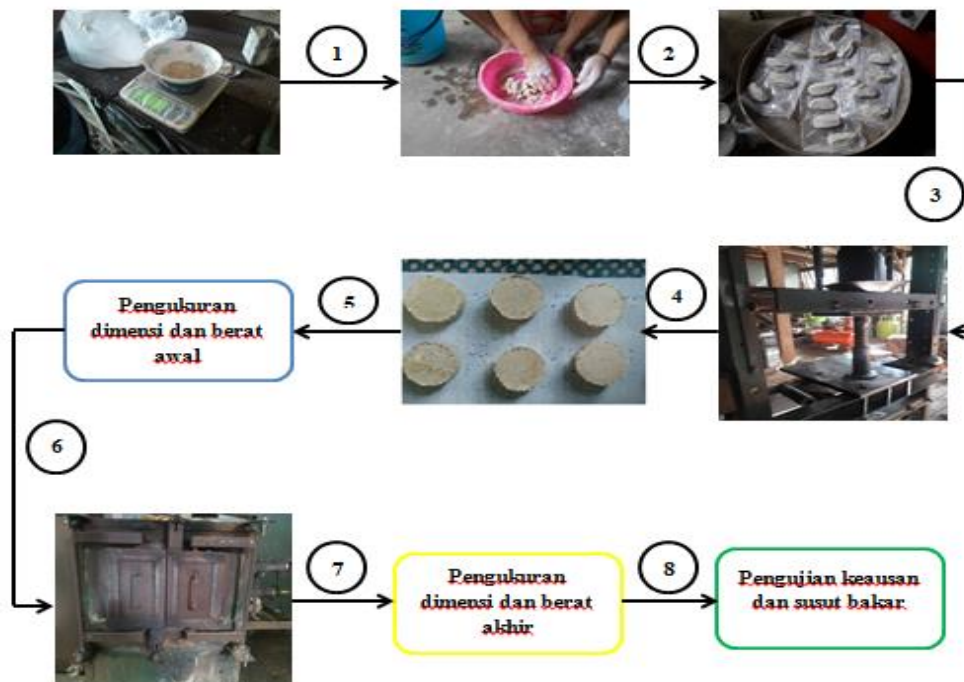 1
2
3
4
5
Pengukuran
dimensi dan berat
awal
6
7
Pengukuran
dimensi dan berat
akhir
8
Pengujian keausan
dan susut bakar